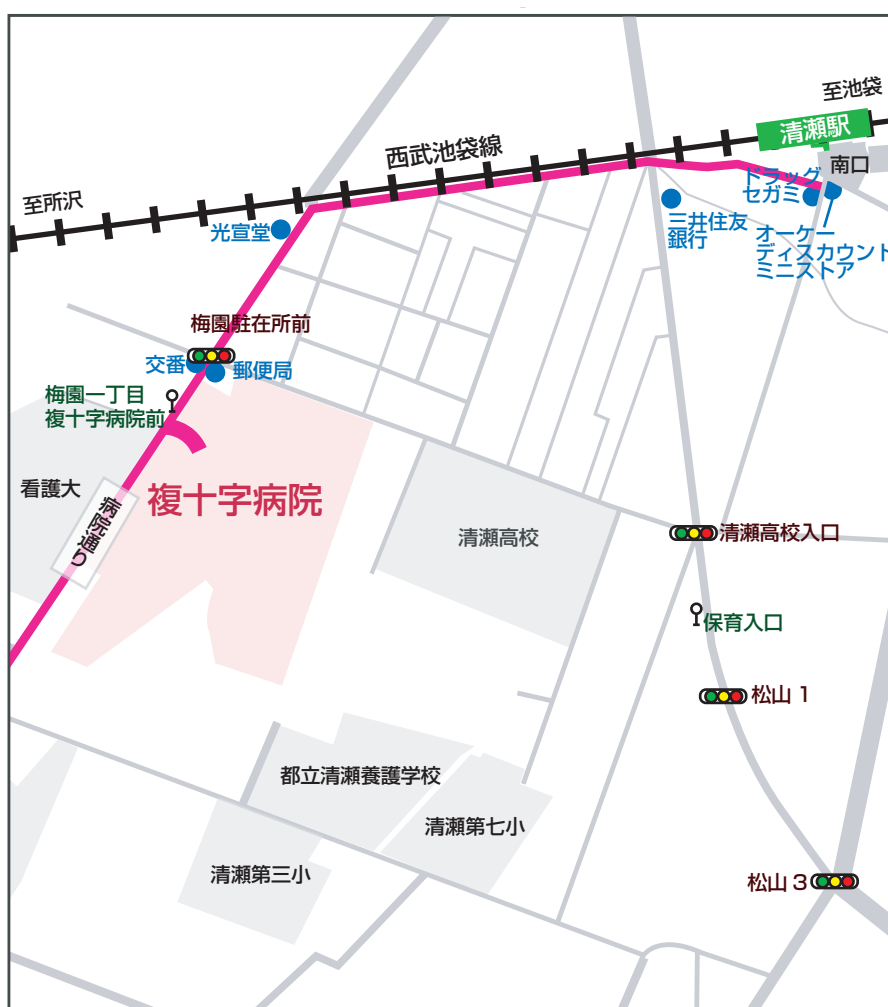 至池袋
清瀬駅
南口
西武池袋線
至所沢
光宣堂
ドラッグ
セガミ
三井住友
銀行
オーケー
ディスカウント
ミニストア
梅園駐在所前
交番
郵便局
梅園一丁目
複十字病院前
看護大
病院通り
複十字病院
清瀬高校
清瀬高校入口
保育入口
松山 1
都立清瀬養護学校
清瀬第七小
清瀬第三小
松山 3